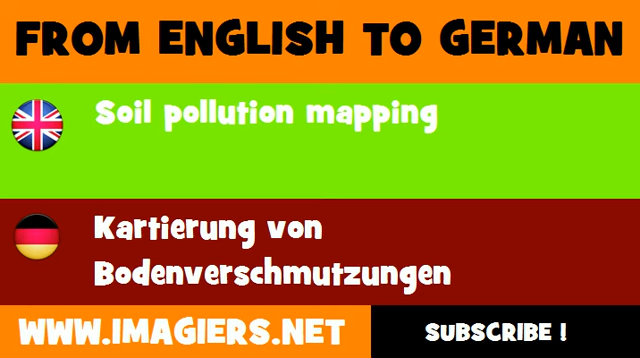 FROM ENGLISH TO GERMAN
Soil pollution mapping
Kartierung von
Bodenverschmutzungen
WWW.IMAGIERS.NET
SUBSCRIBE !